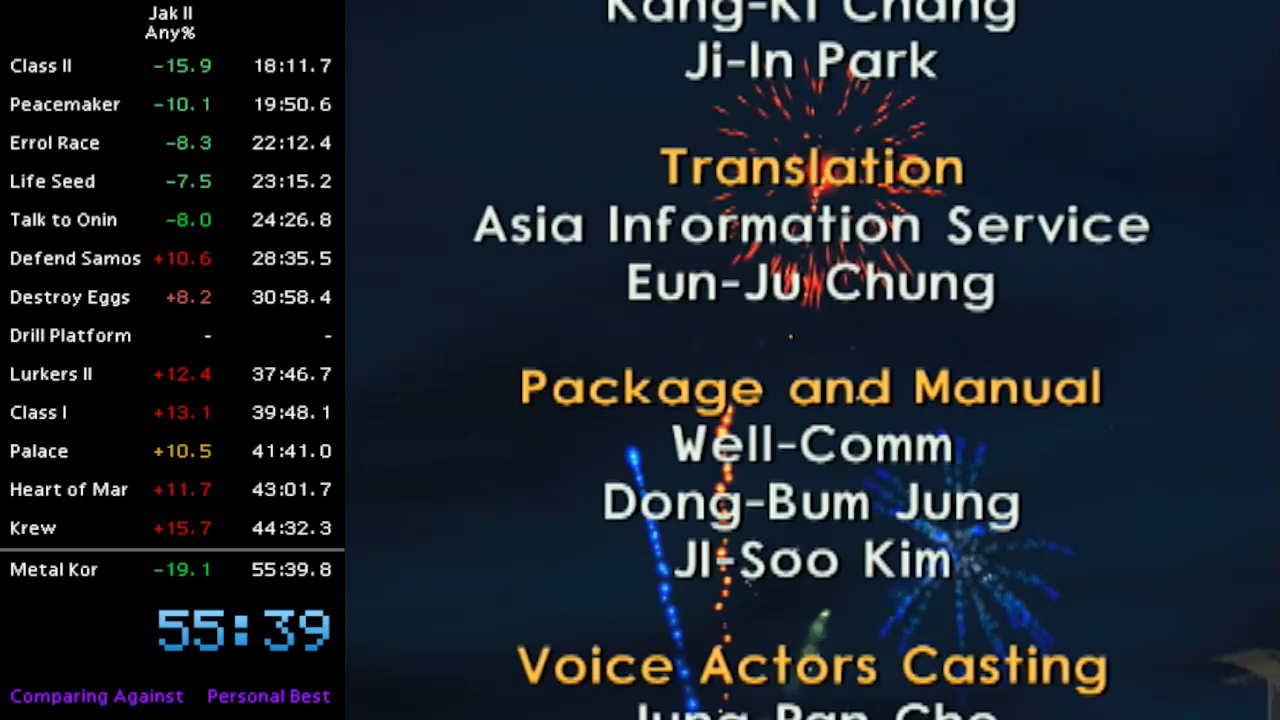 Jak II
Any%
Class II -15.9 18:11.7
Peacemaker -10.1 19:50.6
Errol Race -8.3 22:12.4
Life Seed -7.5 23:15.2
Talk to Onin -8.0 24:26.8
Defend Samos +10.6 28:35.5
Destroy Eggs +8.2 30:58.4
Drill Platform - -
Lurkers II +12.4 37:46.7
Class I +13.1 39:48.1
Palace +10.5 41:41.0
Heart of Mar +11.7 43:01.7
Krew +15.7 44:32.3
Metal Kor -19.1 55:39.8
55:39
Comparing Against Personal Best
Kang-Ki Chang
Ji-In Park
Translation
Asia Information Service
Eun-Ju Chung
Package and Manual
Well-Comm
Dong-Bum Jung
JI-Soo Kim
Voice Actors Casting
Jung Pan Cho